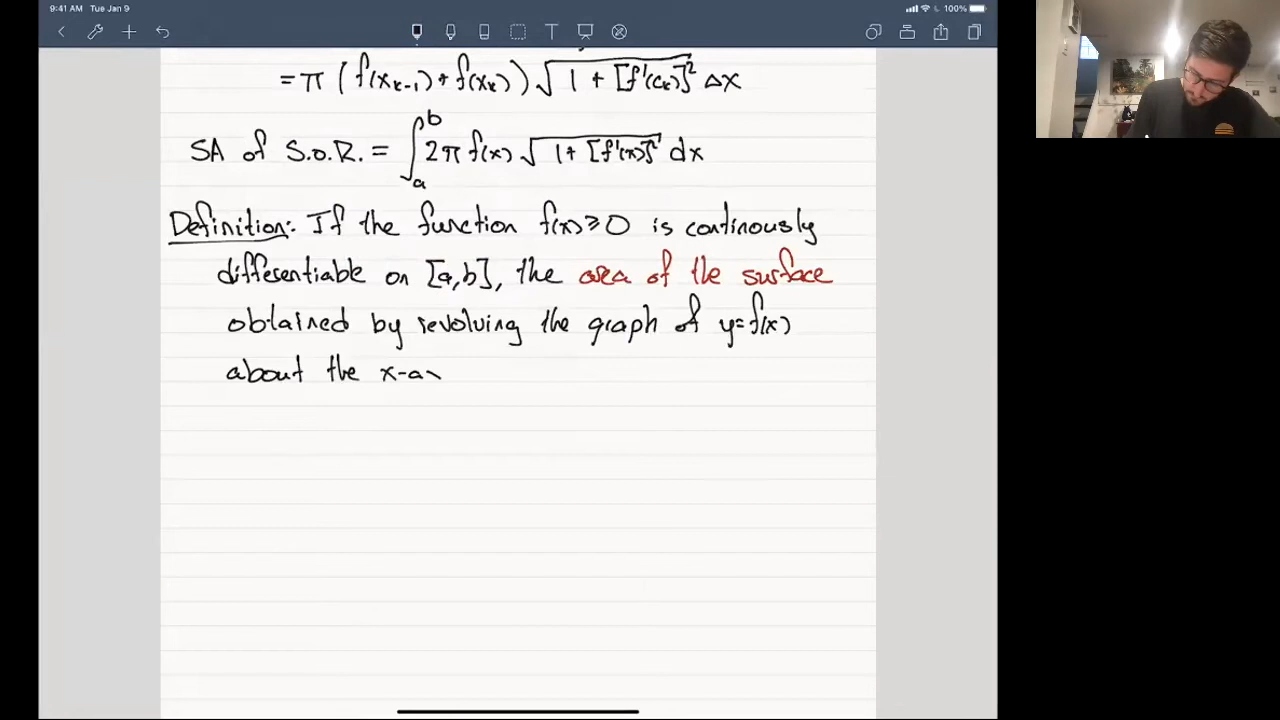 9:41 AM Tue Jan 9
100%
= π (f(xₖ₋₁) + f(xₖ)) √(1 + [f'(cₖ)]²) Δx
SA of S.o.R. = ∫ₐᵇ 2π f(x) √(1 + [f'(x)]²) dx
Definition: If the function f(x) ≥ 0 is continously
differentiable on [a,b], the area of the surface
obtained by revolving the graph of y=f(x)
about the x-a